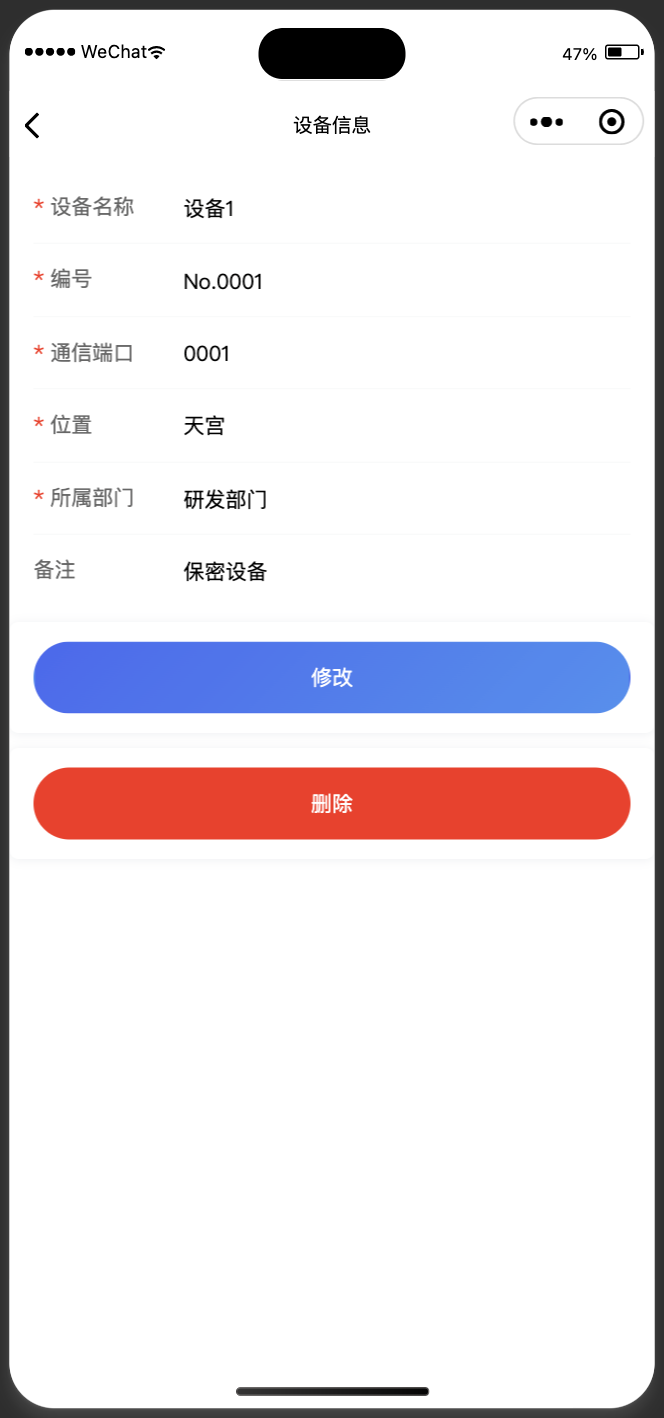 WeChat 47%
设备信息
* 设备名称 设备1
* 编号 No.0001
* 通信端口 0001
* 位置 天宫
* 所属部门 研发部门
备注 保密设备
修改
删除